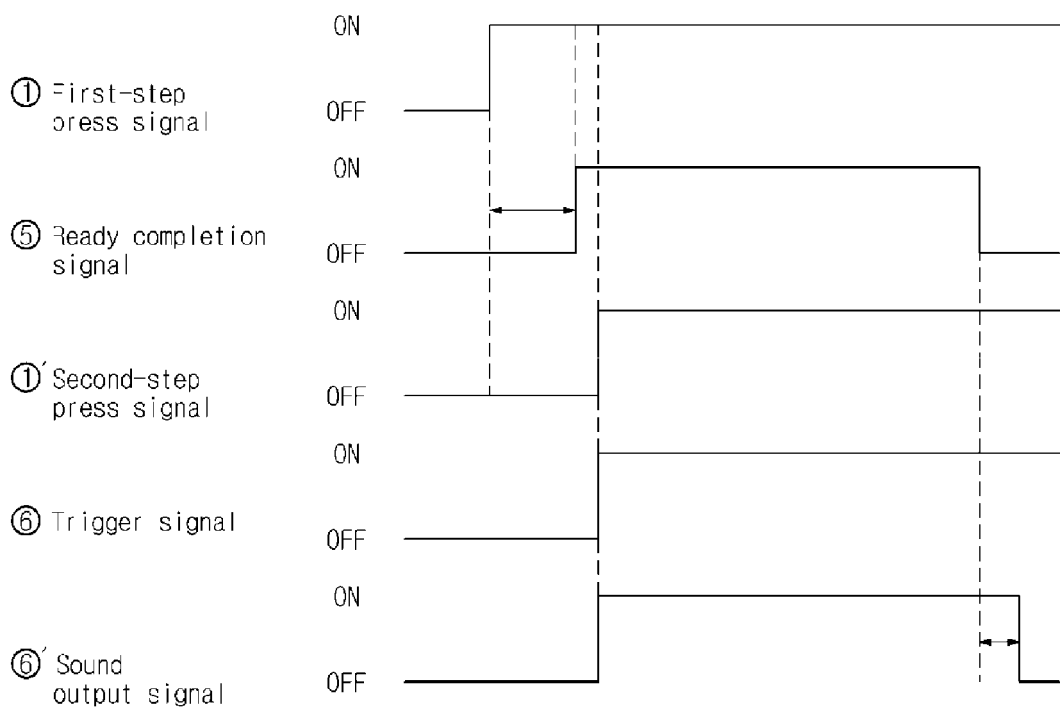 ON
① First-step
press signal
OFF
ON
⑤ Ready completion
signal
OFF
ON
①′ Second-step
press signal
OFF
ON
⑥ Trigger signal
OFF
ON
⑥′ Sound
output signal
OFF